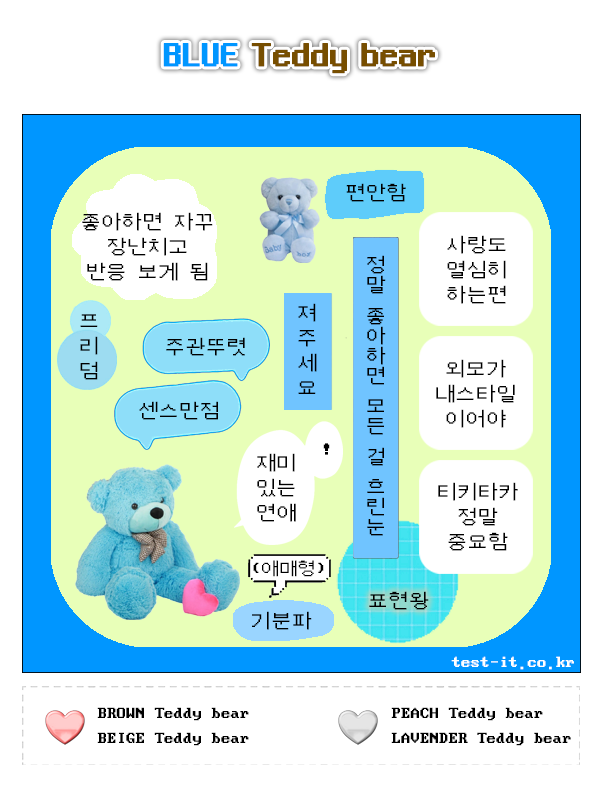 BLUE Teddy bear
편안함
좋아하면 자꾸
장난치고
반응 보게 됨
사랑도
열심히
하는편
정말 좋아하면 모든 걸 흐린눈
져주세요
프리덤
주관뚜렷
외모가
내스타일
이어야
센스만점
!
재미
있는
연애
티키타카
정말
중요함
(애매형)
표현왕
기분파
Baby bear
test-it.co.kr
BROWN Teddy bear
BEIGE Teddy bear
PEACH Teddy bear
LAVENDER Teddy bear